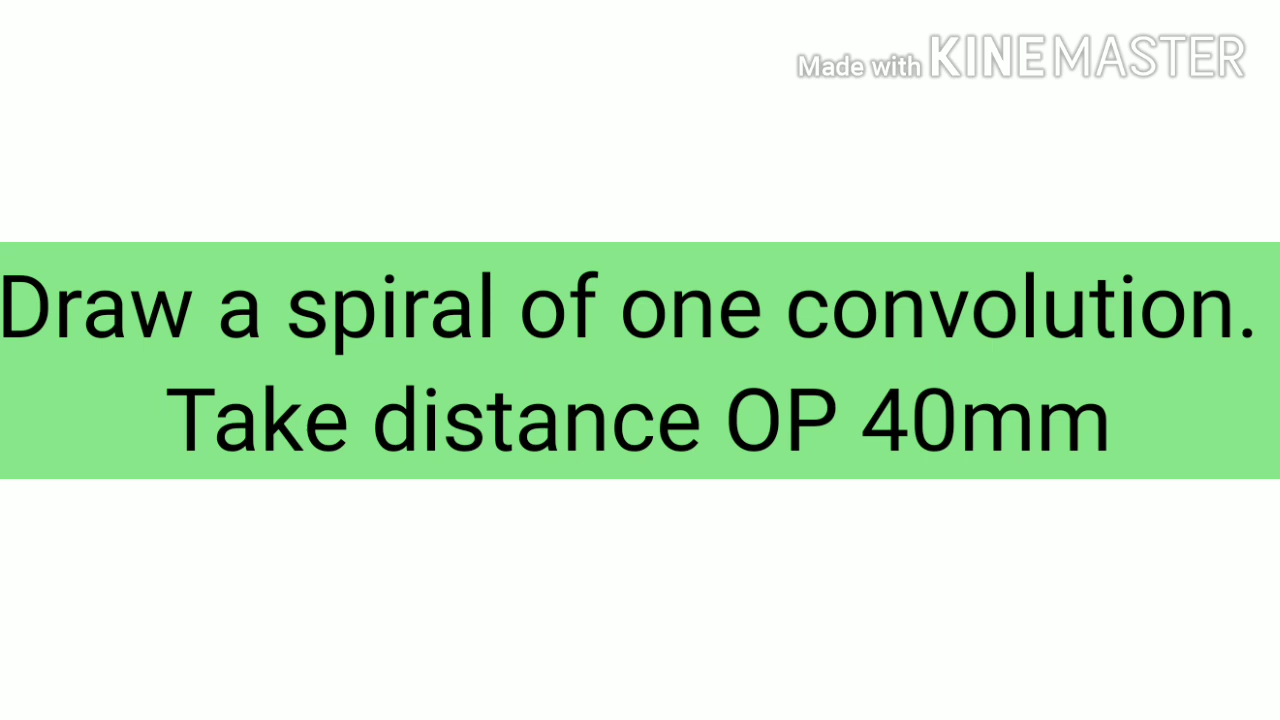 Made with KINEMASTER
Draw a spiral of one convolution.
Take distance OP 40mm